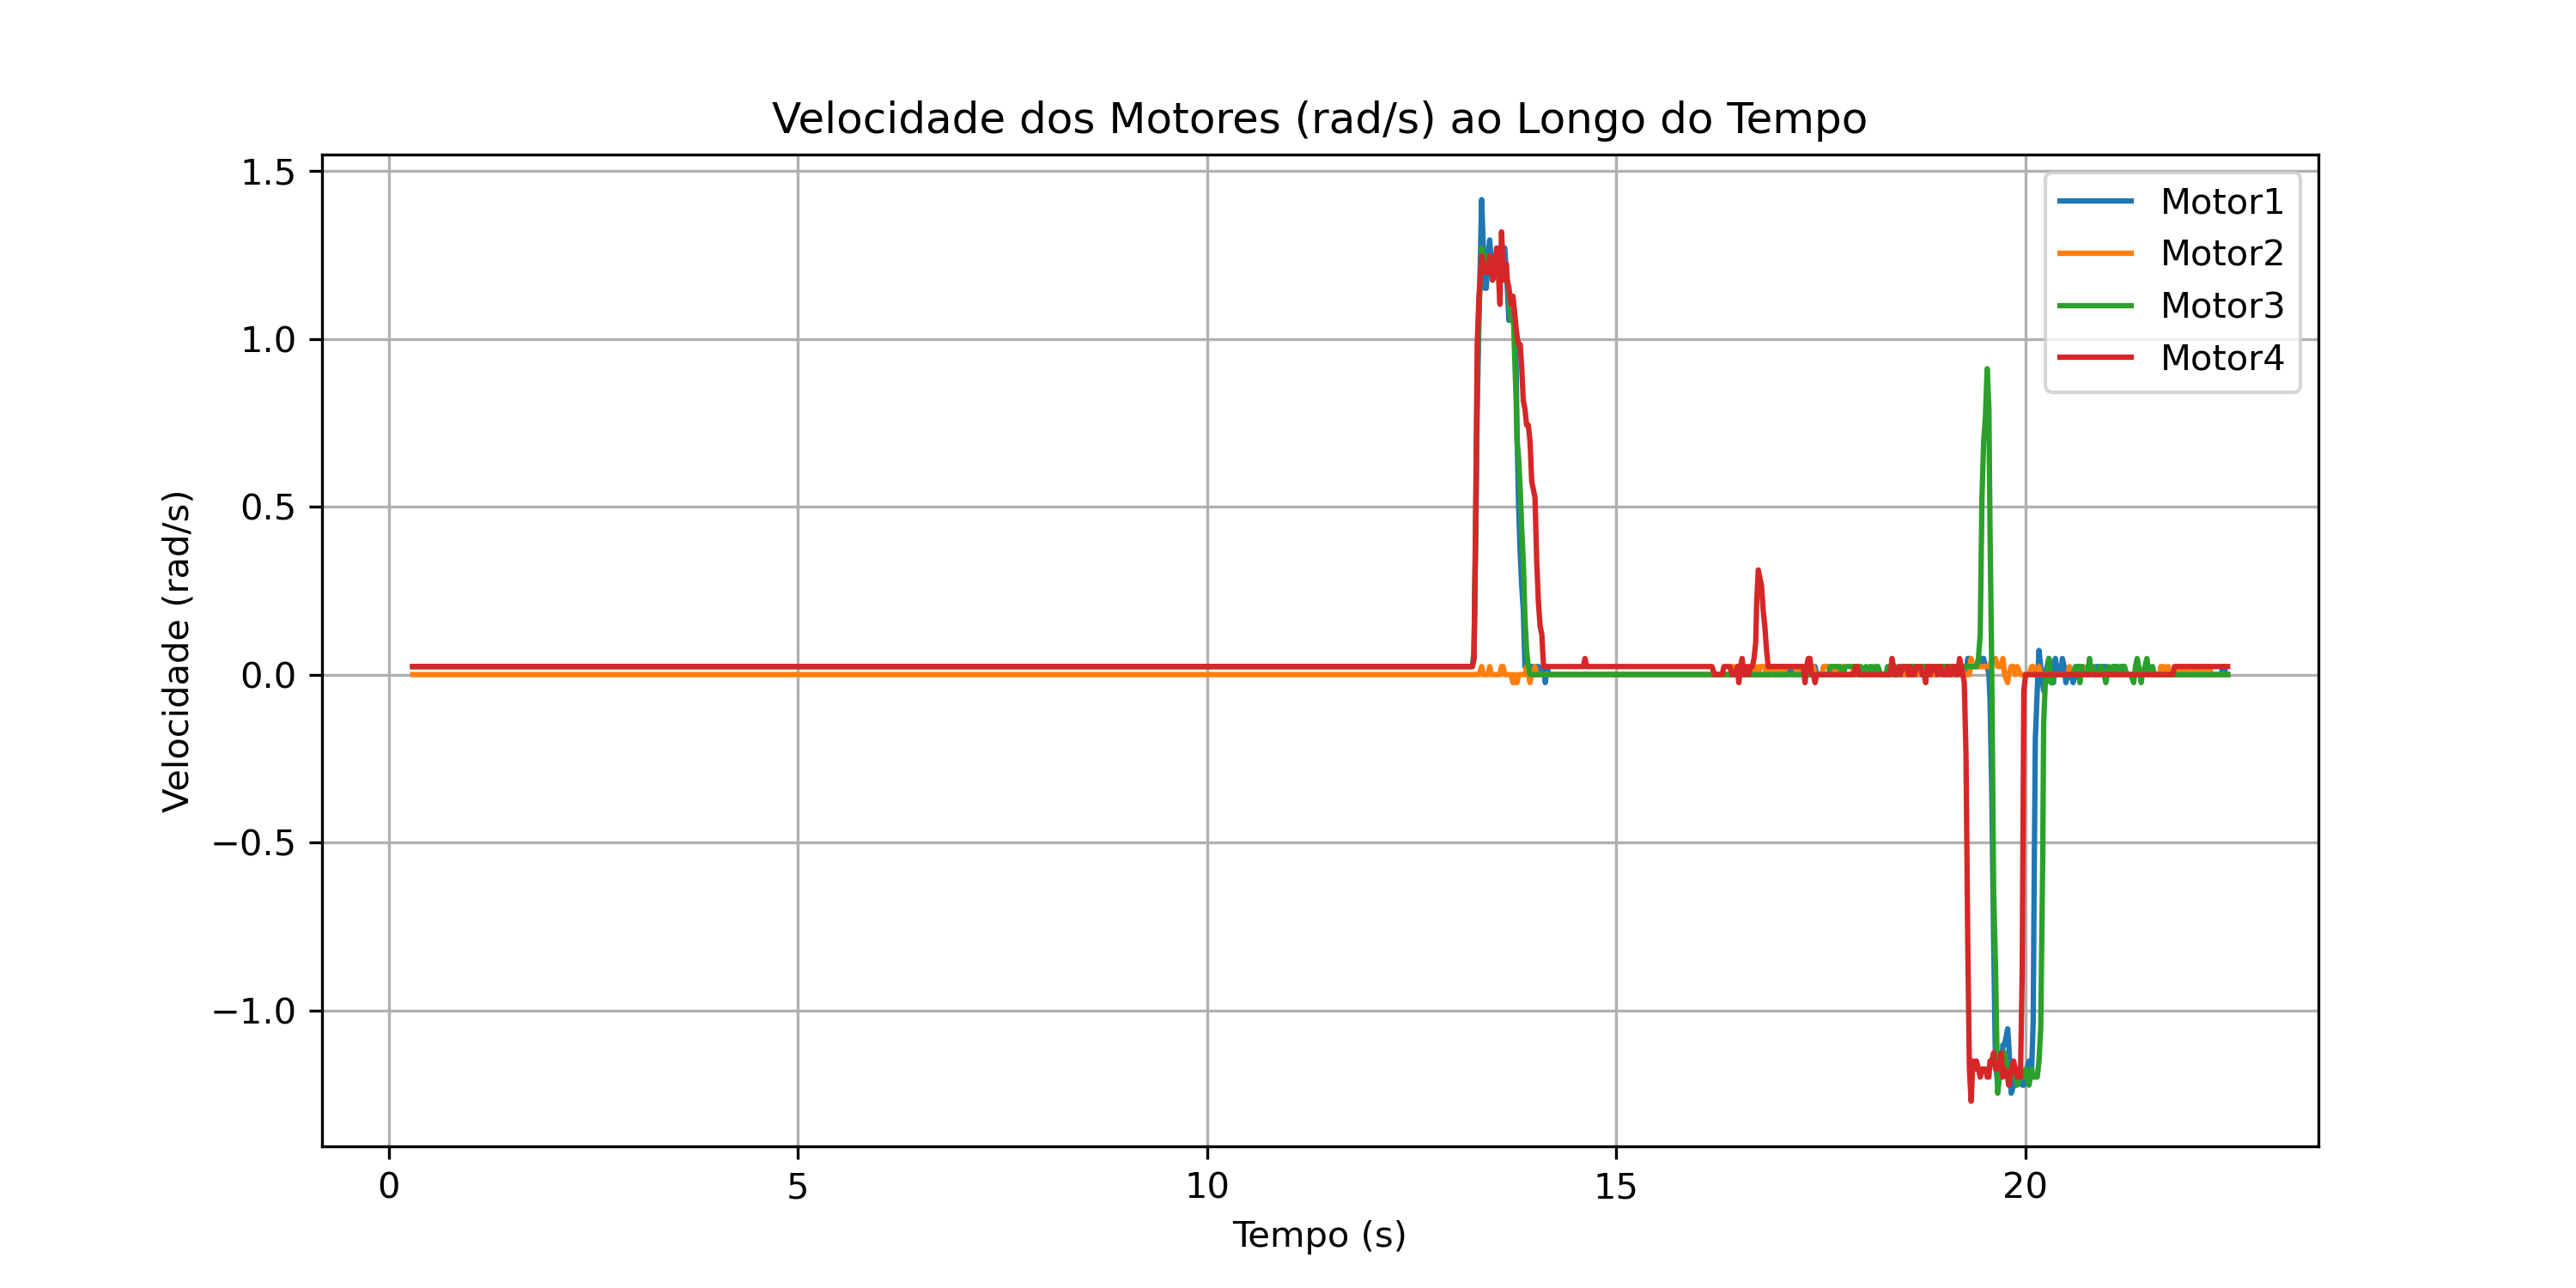 Velocidade dos Motores (rad/s) ao Longo do Tempo
1.5
1.0
0.5
0.0
−0.5
−1.0
Velocidade (rad/s)
Motor1
Motor2
Motor3
Motor4
0 5 10 15 20
Tempo (s)